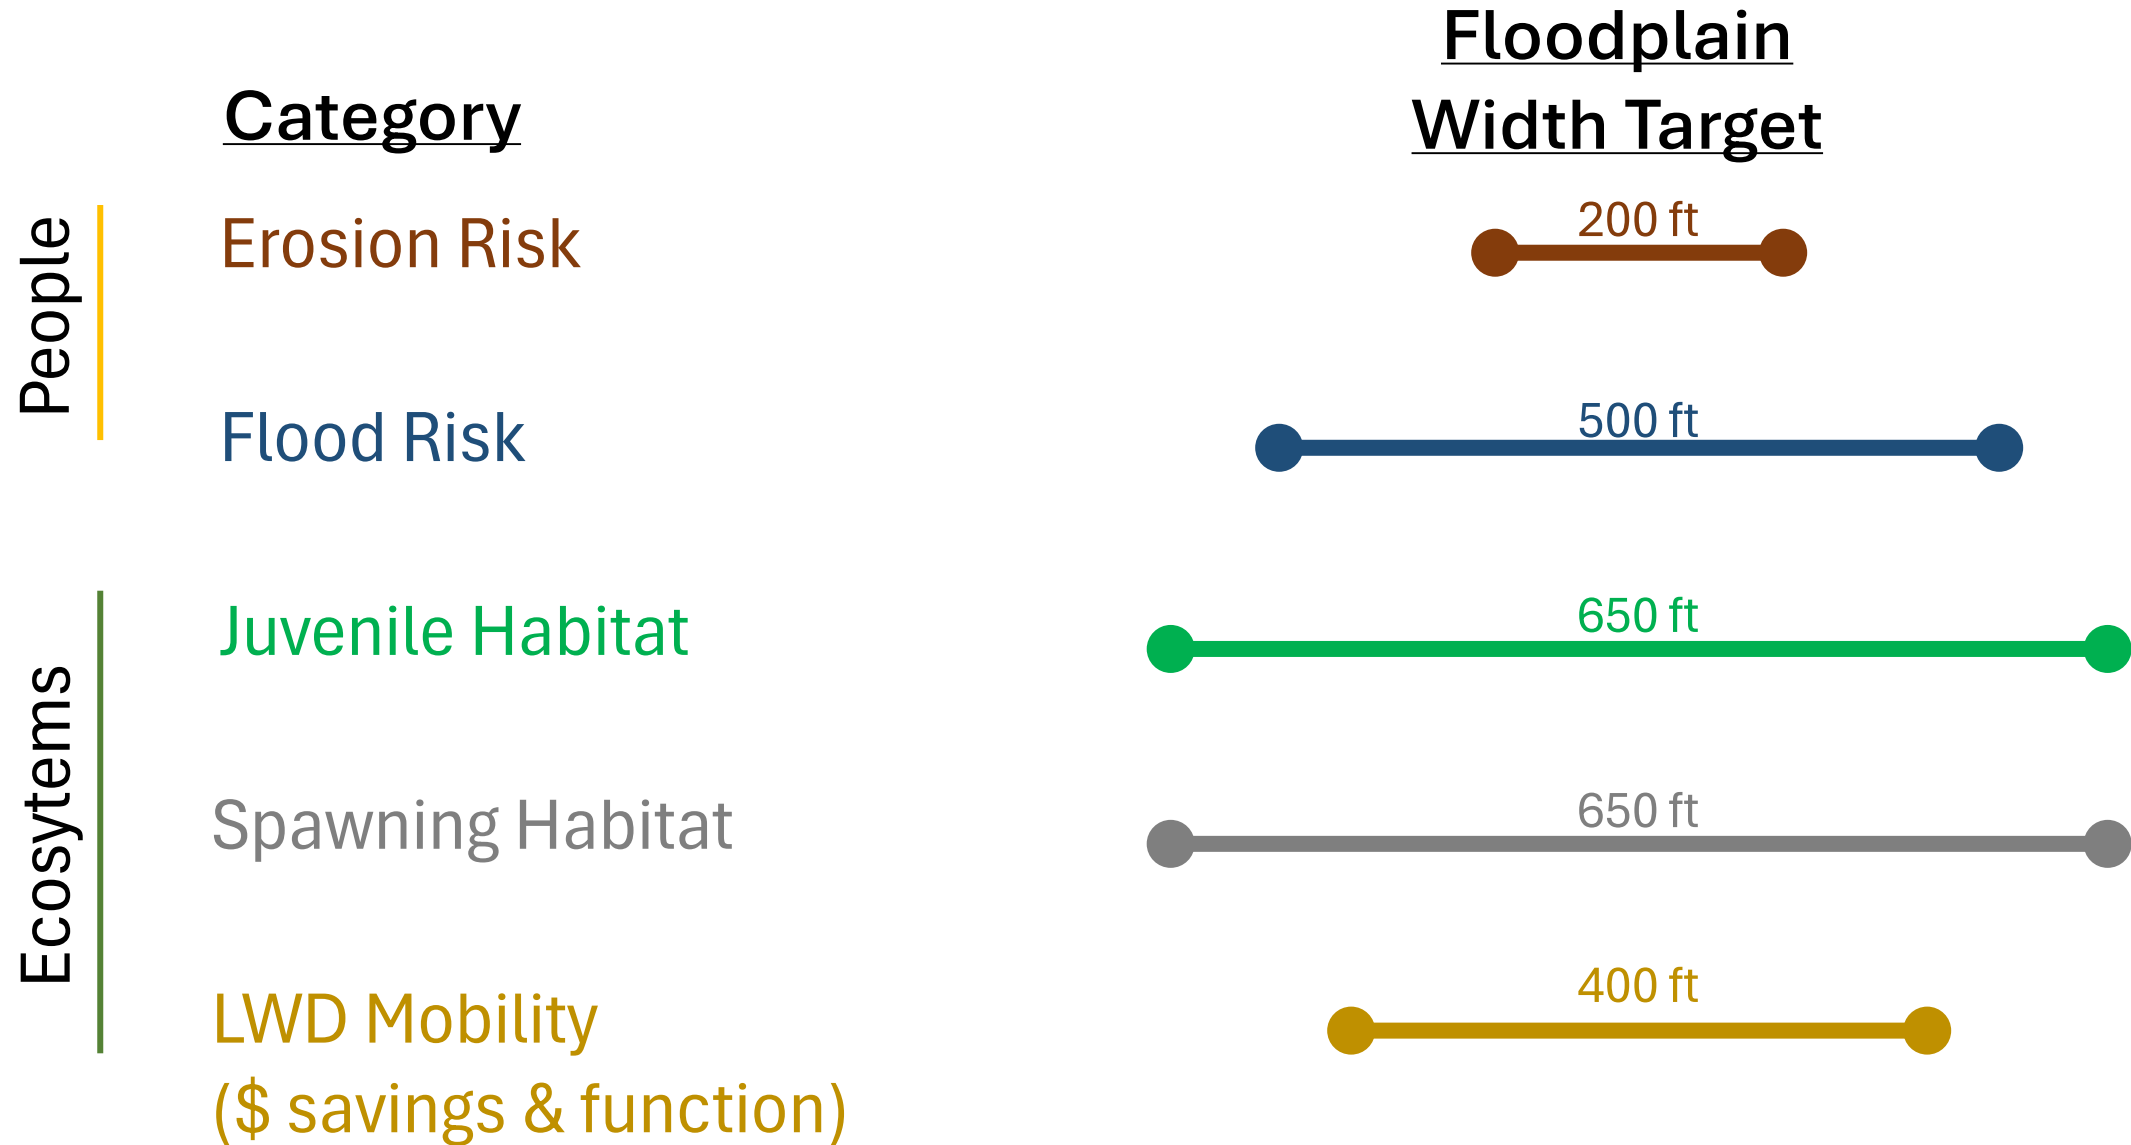 Category
Floodplain
Width Target
People
Erosion Risk
200 ft
Flood Risk
500 ft
Ecosytems
Juvenile Habitat
650 ft
Spawning Habitat
650 ft
LWD Mobility
($ savings & function)
400 ft